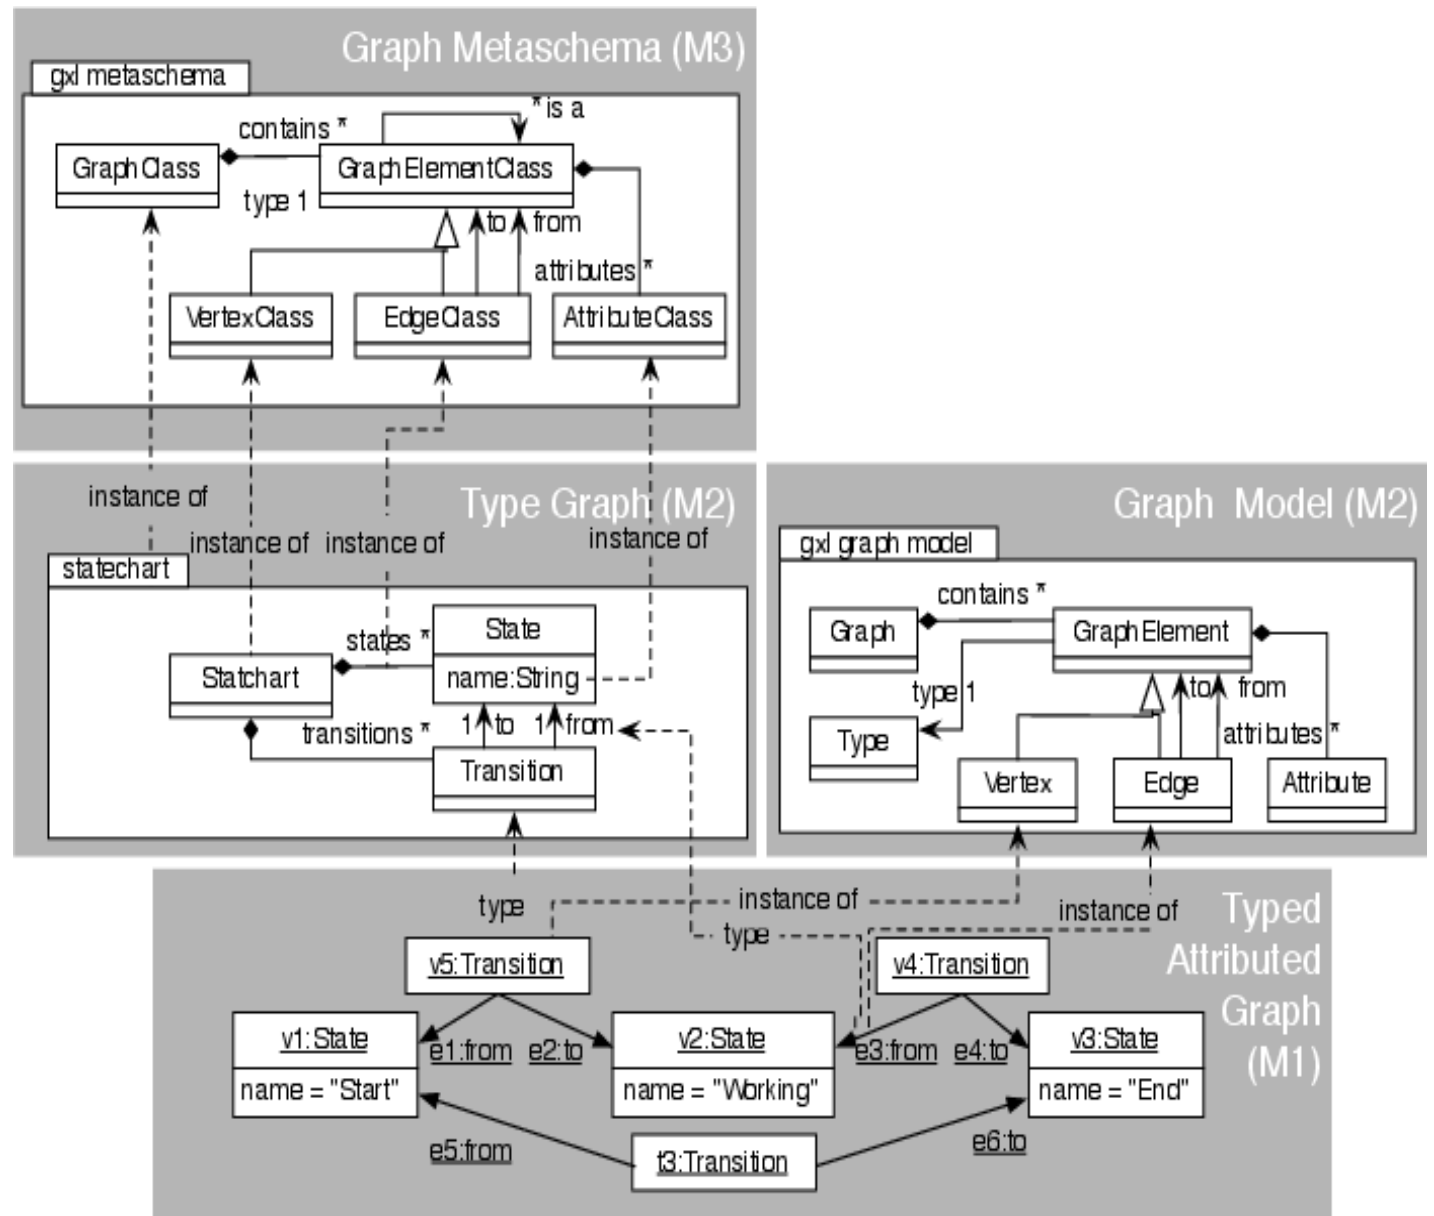 Graph Metaschema (M3)
gxl metaschema
* is a
contains *
GraphClass
GraphElementClass
type 1
to
from
attributes *
VertexClass
EdgeClass
AttributeClass
instance of
Type Graph (M2)
instance of
instance of
instance of
statechart
State
states *
Statchart
name:String
transitions *
1
to
1
from
Transition
Graph Model (M2)
gxl graph model
contains *
Graph
GraphElement
type 1
to
from
Type
attributes *
Vertex
Edge
Attribute
type
instance of
instance of
type
Typed
Attributed
Graph
(M1)
v5:Transition
v4:Transition
v1:State
name = "Start"
e1:from
e2:to
v2:State
name = "Working"
e3:from
e4:to
v3:State
name = "End"
e5:from
t3:Transition
e6:to